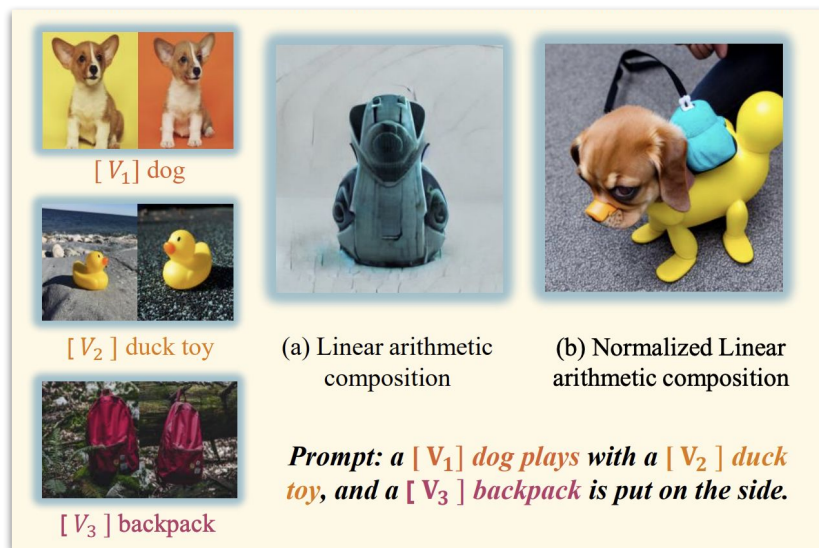 [ V₁] dog
[ V₂ ] duck toy
[ V₃ ] backpack
(a) Linear arithmetic
composition
(b) Normalized Linear
arithmetic composition
Prompt: a [ V₁] dog plays with a [ V₂ ] duck
toy, and a [ V₃ ] backpack is put on the side.